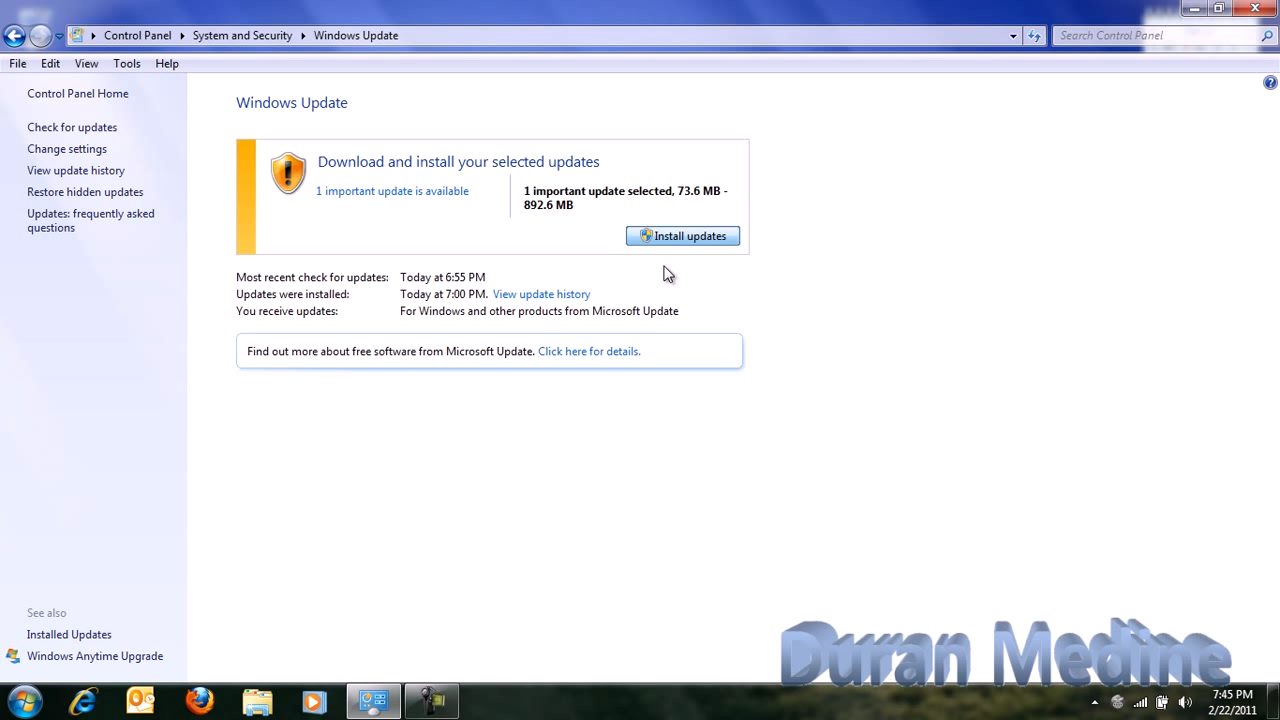 Control Panel System and Security Windows Update
Search Control Panel
File Edit View Tools Help
Control Panel Home
Check for updates
Change settings
View update history
Restore hidden updates
Updates: frequently asked
questions
Windows Update
Download and install your selected updates
1 important update is available
1 important update selected, 73.6 MB -
892.6 MB
Install updates
Most recent check for updates: Today at 6:55 PM
Updates were installed: Today at 7:00 PM. View update history
You receive updates: For Windows and other products from Microsoft Update
Find out more about free software from Microsoft Update. Click here for details.
See also
Installed Updates
Windows Anytime Upgrade
Duran Medine
7:45 PM
2/22/2011